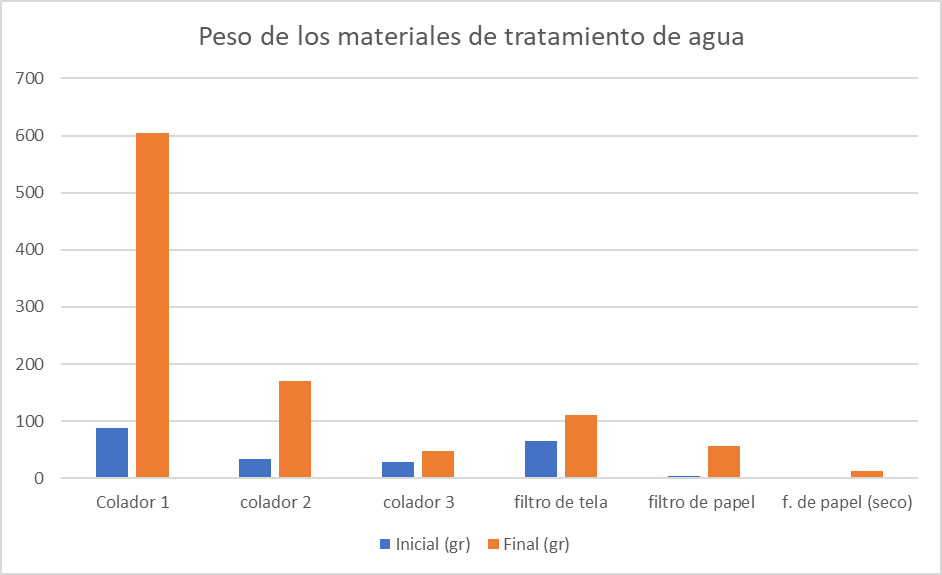 Peso de los materiales de tratamiento de agua
700
600
500
400
300
200
100
0
Colador 1 colador 2 colador 3 filtro de tela filtro de papel f. de papel (seco)
Inicial (gr) Final (gr)